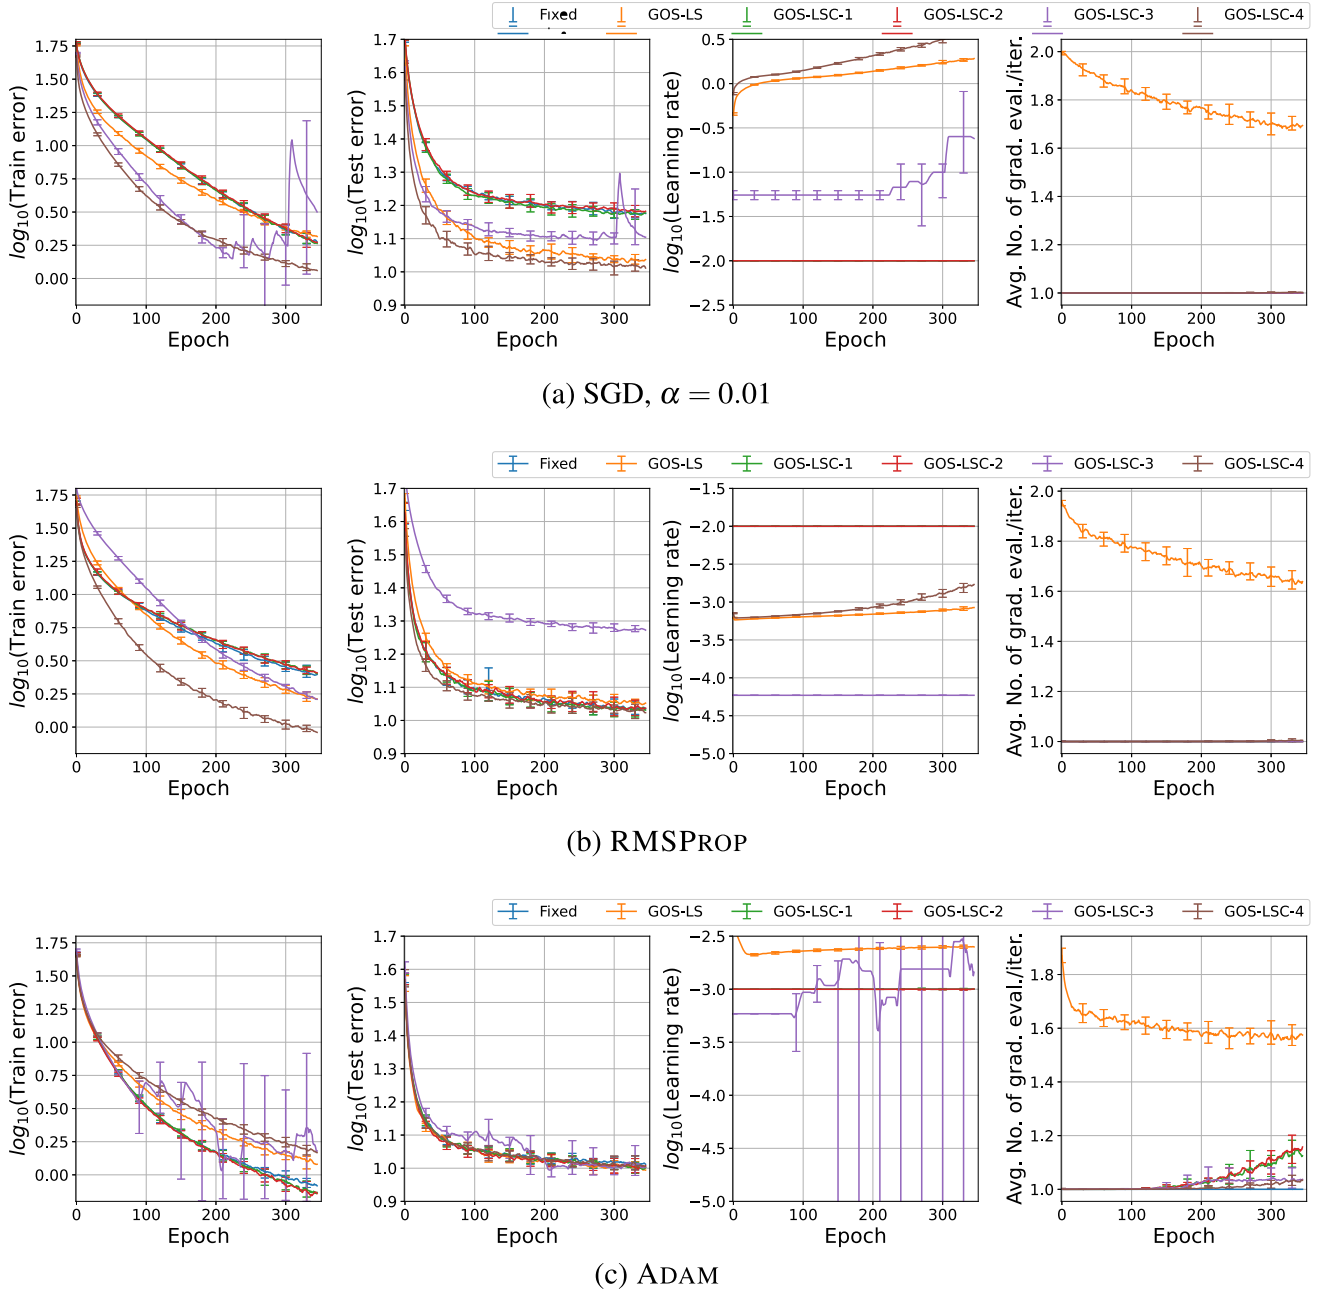 Fixed GOS-LS GOS-LSC-1 GOS-LSC-2 GOS-LSC-3 GOS-LSC-4
1.75 1.50 1.25 1.00 0.75 0.50 0.25 0.00
log10(Train error)
0 100 200 300
Epoch
1.7 1.6 1.5 1.4 1.3 1.2 1.1 1.0 0.9
log10(Test error)
0 100 200 300
Epoch
0.5 0.0 −0.5 −1.0 −1.5 −2.0 −2.5
log10(Learning rate)
0 100 200 300
Epoch
2.0 1.8 1.6 1.4 1.2 1.0
Avg. No. of grad. eval./iter.
0 100 200 300
Epoch
(a) SGD, α = 0.01
Fixed GOS-LS GOS-LSC-1 GOS-LSC-2 GOS-LSC-3 GOS-LSC-4
1.75 1.50 1.25 1.00 0.75 0.50 0.25 0.00
log10(Train error)
0 100 200 300
Epoch
1.7 1.6 1.5 1.4 1.3 1.2 1.1 1.0 0.9
log10(Test error)
0 100 200 300
Epoch
−1.5 −2.0 −2.5 −3.0 −3.5 −4.0 −4.5 −5.0
log10(Learning rate)
0 100 200 300
Epoch
2.0 1.8 1.6 1.4 1.2 1.0
Avg. No. of grad. eval./iter.
0 100 200 300
Epoch
(b) RMSPROP
Fixed GOS-LS GOS-LSC-1 GOS-LSC-2 GOS-LSC-3 GOS-LSC-4
1.75 1.50 1.25 1.00 0.75 0.50 0.25 0.00
log10(Train error)
0 100 200 300
Epoch
1.7 1.6 1.5 1.4 1.3 1.2 1.1 1.0 0.9
log10(Test error)
0 100 200 300
Epoch
−2.5 −3.0 −3.5 −4.0 −4.5 −5.0
log10(Learning rate)
0 100 200 300
Epoch
1.8 1.6 1.4 1.2 1.0
Avg. No. of grad. eval./iter.
0 100 200 300
Epoch
(c) ADAM